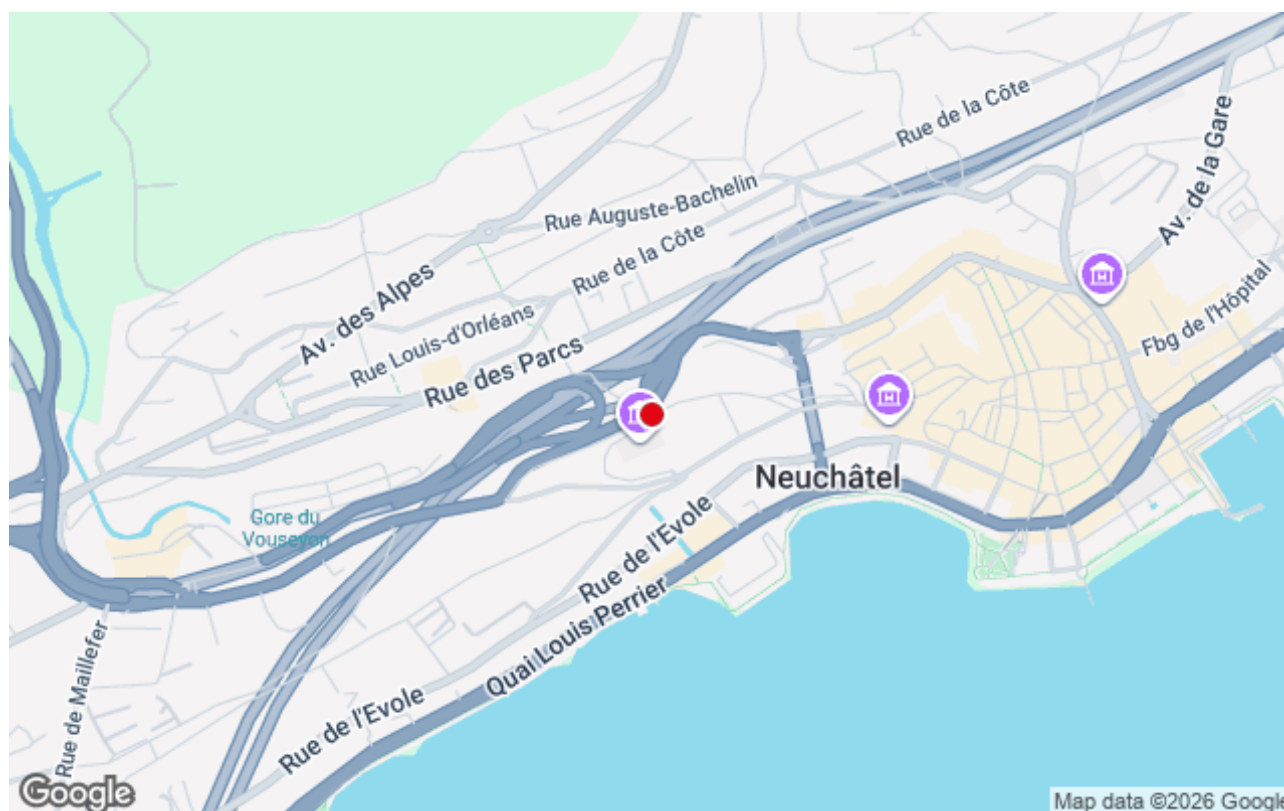 Rue de la Côte
Av. de la Gare
Rue Auguste-Bachelin
Rue de la Côte
Av. des Alpes
Rue Louis-d'Orléans
Rue des Parcs
Fbg de l'Hôpital
Neuchâtel
Gore du
Vouseyon
Rue de l'Evole
Quai Louis Perrier
Rue de Maillefer
Rue de l'Evole
Google
Map data ©2026 Google